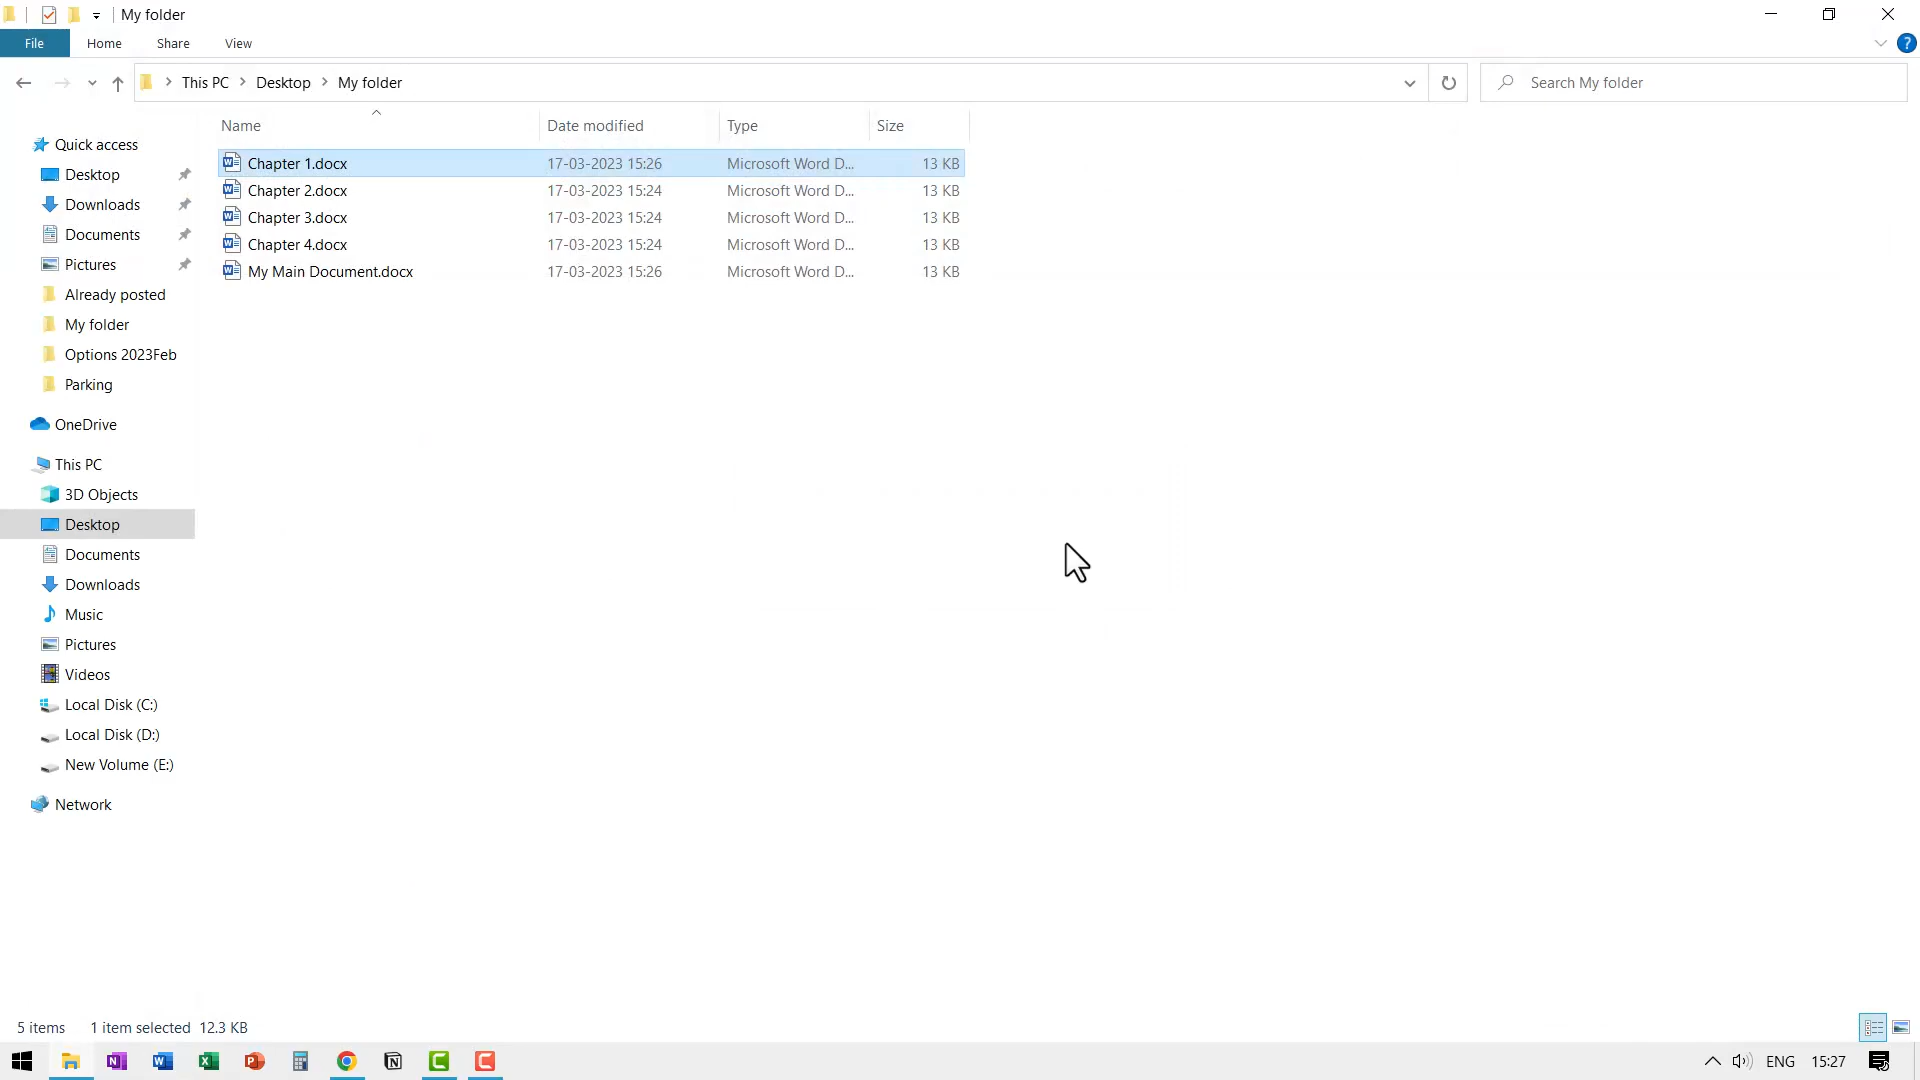 My folder
File Home Share View
This PC Desktop My folder
Search My folder
Name Date modified Type Size
Quick access
Desktop
Downloads
Documents
Pictures
Already posted
My folder
Options 2023Feb
Parking
OneDrive
This PC
3D Objects
Desktop
Documents
Downloads
Music
Pictures
Videos
Local Disk (C:)
Local Disk (D:)
New Volume (E:)
Network
Chapter 1.docx 17-03-2023 15:26 Microsoft Word D... 13 KB
Chapter 2.docx 17-03-2023 15:24 Microsoft Word D... 13 KB
Chapter 3.docx 17-03-2023 15:24 Microsoft Word D... 13 KB
Chapter 4.docx 17-03-2023 15:24 Microsoft Word D... 13 KB
My Main Document.docx 17-03-2023 15:26 Microsoft Word D... 13 KB
5 items 1 item selected 12.3 KB
ENG 15:27